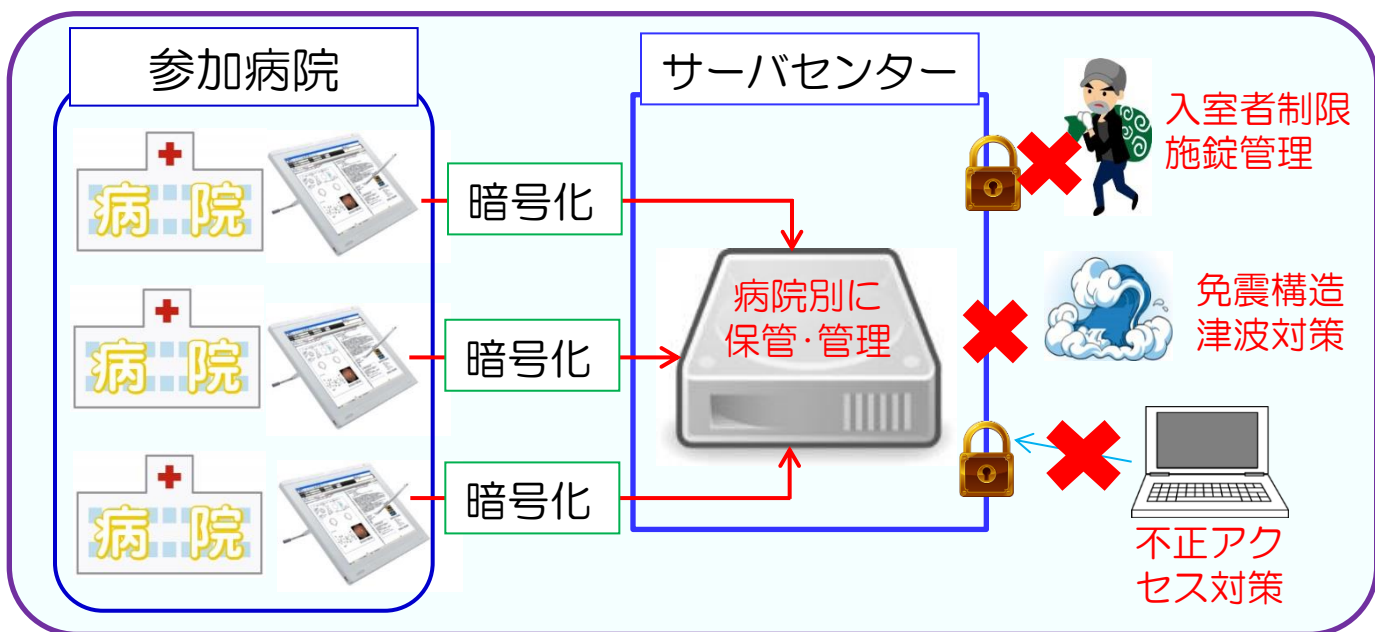 参加病院
サーバセンター
病院
暗号化
病院
暗号化
病院
暗号化
病院別に
保管・管理
入室者制限
施錠管理
免震構造
津波対策
不正アク
セス対策